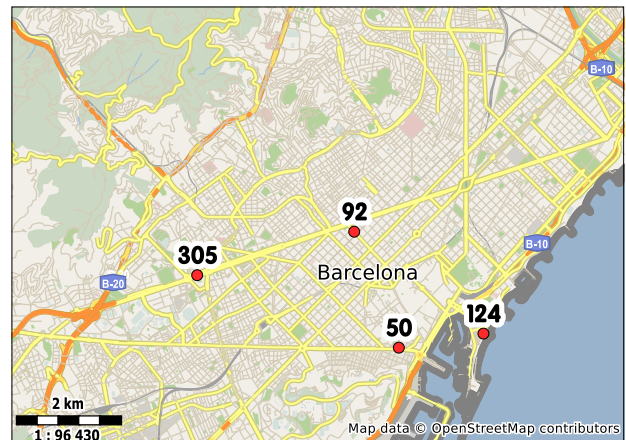 B-10
92
305
B-10
Barcelona
B-20
124
50
2 km
1 : 96 430
Map data © OpenStreetMap contributors